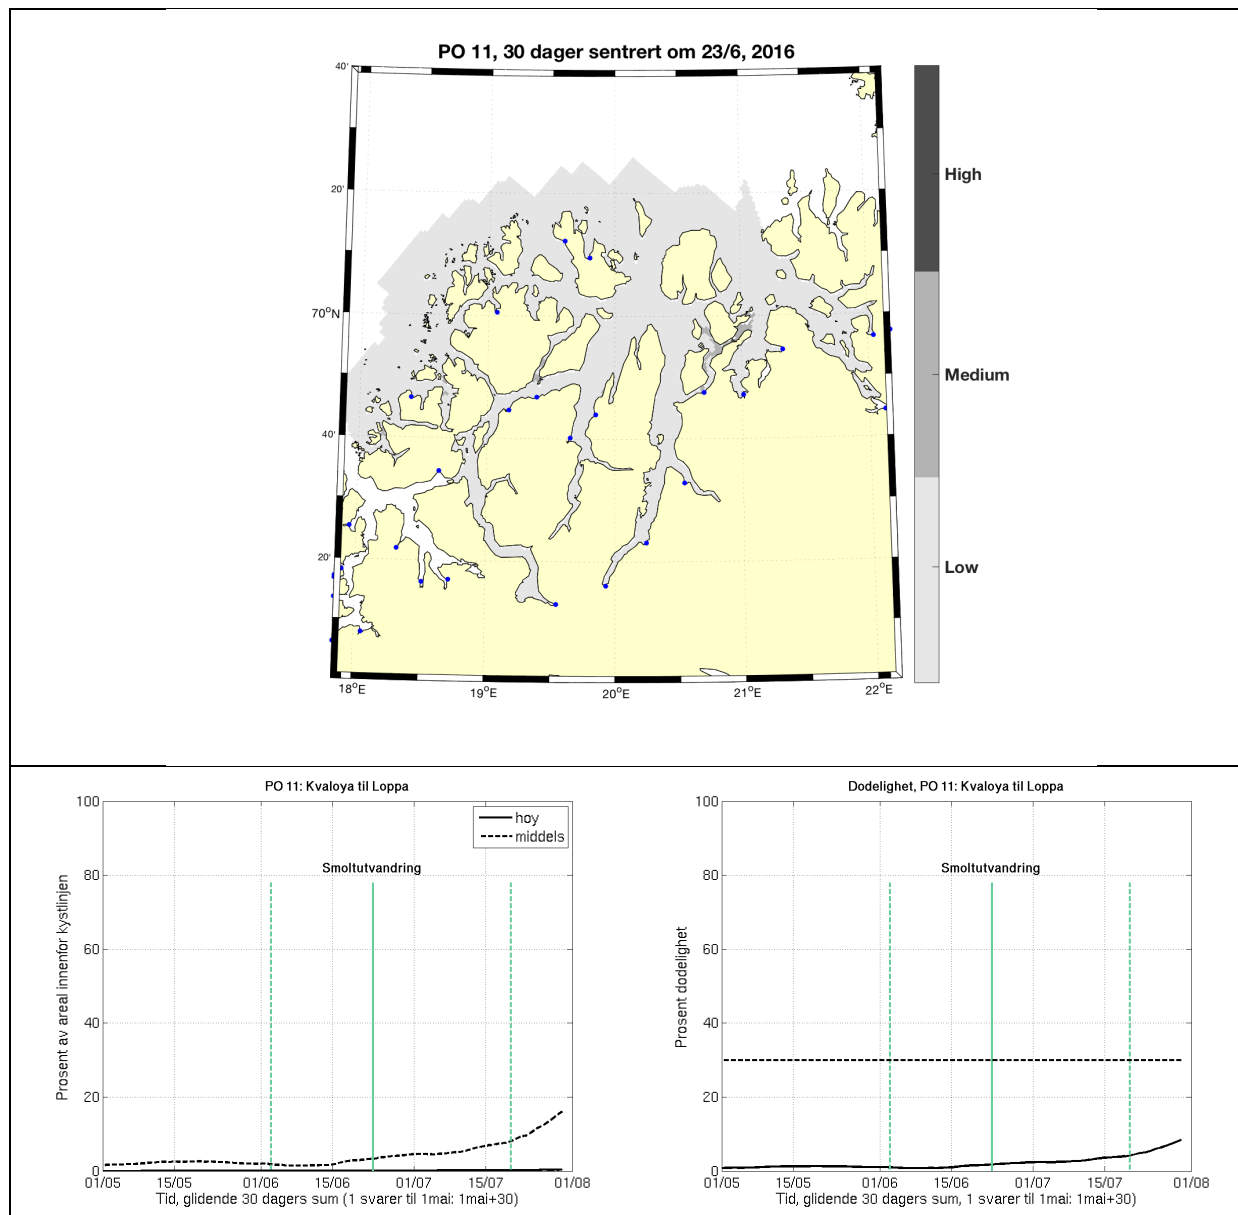 PO 11, 30 dager sentrert om 23/6, 2016
40'
20'
70°N
40'
20'
18°E
19°E
20°E
21°E
22°E
High
Medium
Low
PO 11: Kvaloya til Loppa
100
80
60
40
20
0
Prosent av areal innenfor kystlinjen
hoy
middels
Smoltutvandring
01/05
15/05
01/06
15/06
01/07
15/07
01/08
Tid, glidende 30 dagers sum (1 svarer til 1mai: 1mai+30)
Dodelighet, PO 11: Kvaloya til Loppa
100
80
60
40
20
0
Prosent dodelighet
Smoltutvandring
01/05
15/05
01/06
15/06
01/07
15/07
01/08
Tid, glidende 30 dagers sum, 1 svarer til 1mai: 1mai+30)